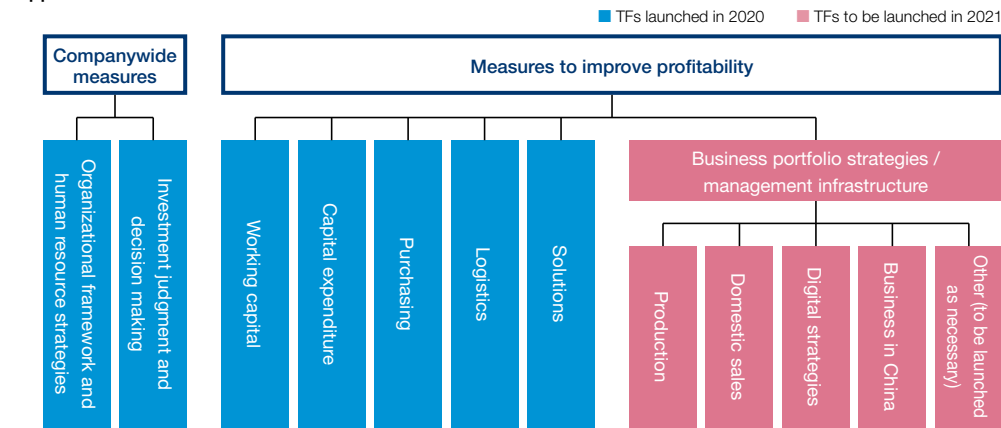 TFs launched in 2020
TFs to be launched in 2021
Companywide
measures
Measures to improve profitability
Organizational framework and
human resource strategies
Investment judgment and
decision making
Working capital
Capital expenditure
Purchasing
Logistics
Solutions
Business portfolio strategies /
management infrastructure
Production
Domestic sales
Digital strategies
Business in China
Other (to be launched
as necessary)